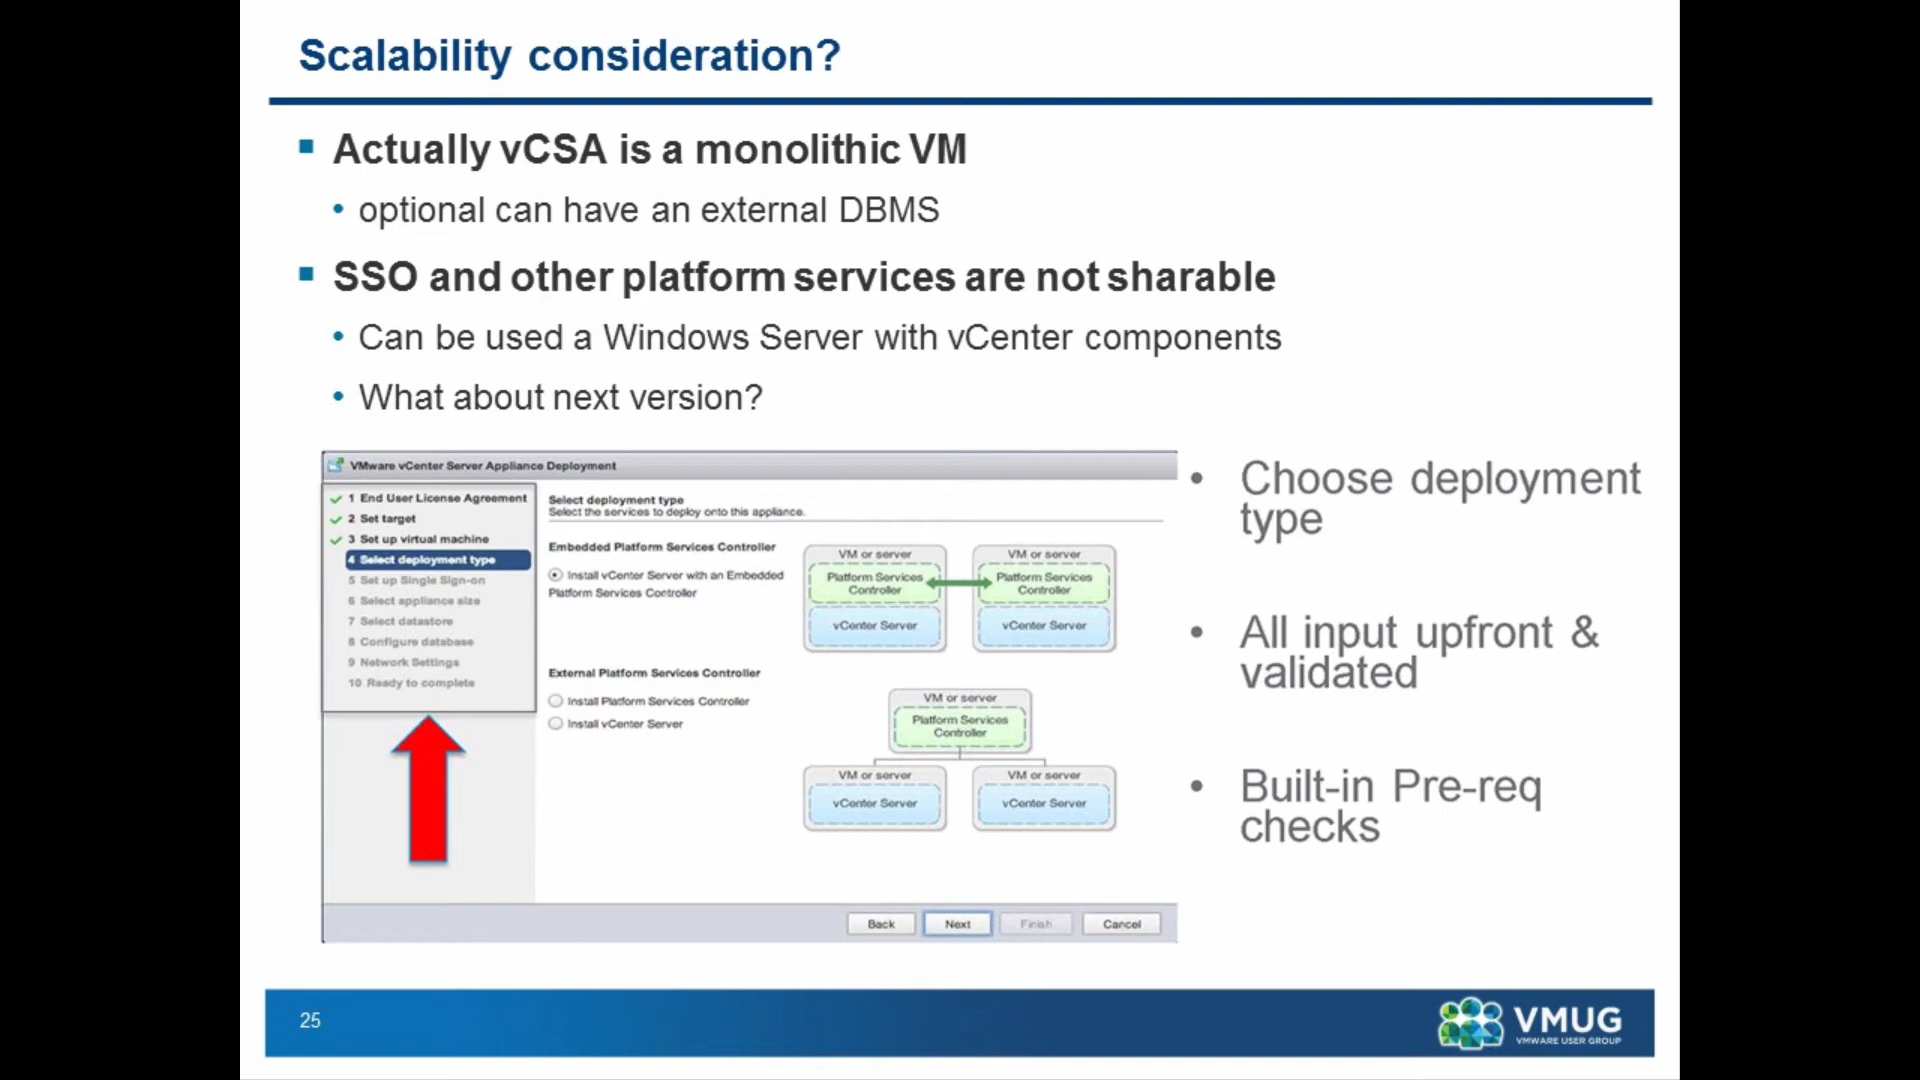 Scalability consideration?
Actually vCSA is a monolithic VM
optional can have an external DBMS
SSO and other platform services are not sharable
Can be used a Windows Server with vCenter components
What about next version?
VMware vCenter Server Appliance Deployment
1 End User License Agreement
2 Set target
3 Set up virtual machine
4 Select deployment type
5 Set up Single Sign-on
6 Select appliance size
7 Select datastore
8 Configure database
9 Network Settings
10 Ready to complete
Select deployment type
Select the services to deploy onto this appliance.
Embedded Platform Services Controller
Install vCenter Server with an Embedded
Platform Services Controller
VM or server
Platform Services
Controller
vCenter Server
VM or server
Platform Services
Controller
vCenter Server
External Platform Services Controller
Install Platform Services Controller
Install vCenter Server
VM or server
Platform Services
Controller
VM or server
vCenter Server
VM or server
vCenter Server
Back
Next
Finish
Cancel
Choose deployment
type
All input upfront &
validated
Built-in Pre-req
checks
25
VMUG
VMWARE USER GROUP